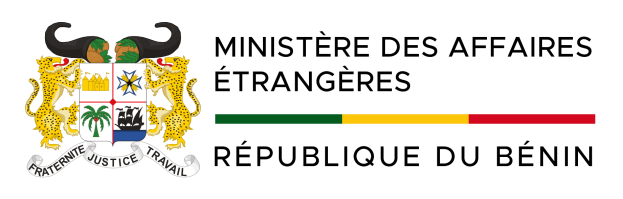 MINISTÈRE DES AFFAIRES
ÉTRANGÈRES
RÉPUBLIQUE DU BÉNIN
FRATERNITE JUSTICE TRAVAIL